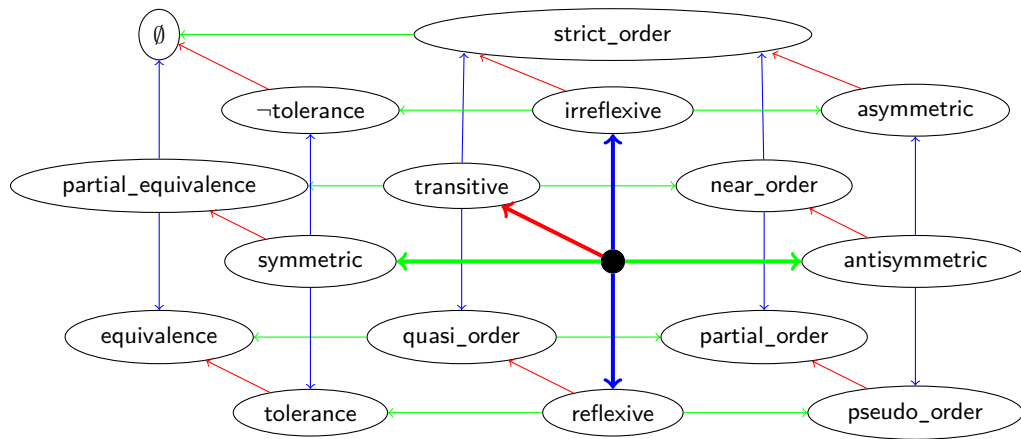 ∅
strict_order
¬tolerance
irreflexive
asymmetric
partial_equivalence
transitive
near_order
symmetric
antisymmetric
equivalence
quasi_order
partial_order
tolerance
reflexive
pseudo_order